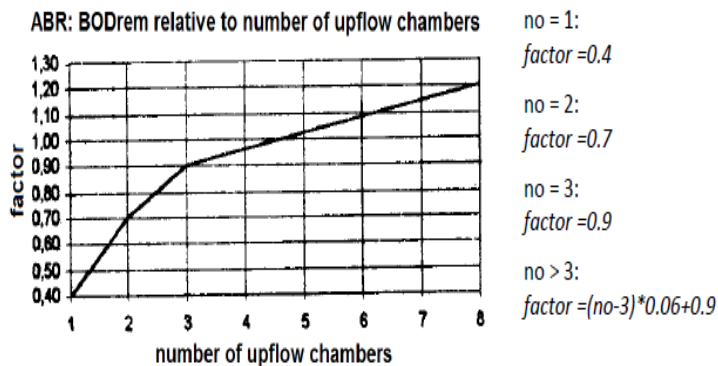 ABR: BODrem relative to number of upflow chambers
1,30
1,20
1,10
1,00
0,90
0,80
0,70
0,60
0,50
0,40
factor
1 2 3 4 5 6 7 8
number of upflow chambers
no = 1:
factor =0.4
no = 2:
factor =0.7
no = 3:
factor =0.9
no > 3:
factor =(no-3)*0.06+0.9